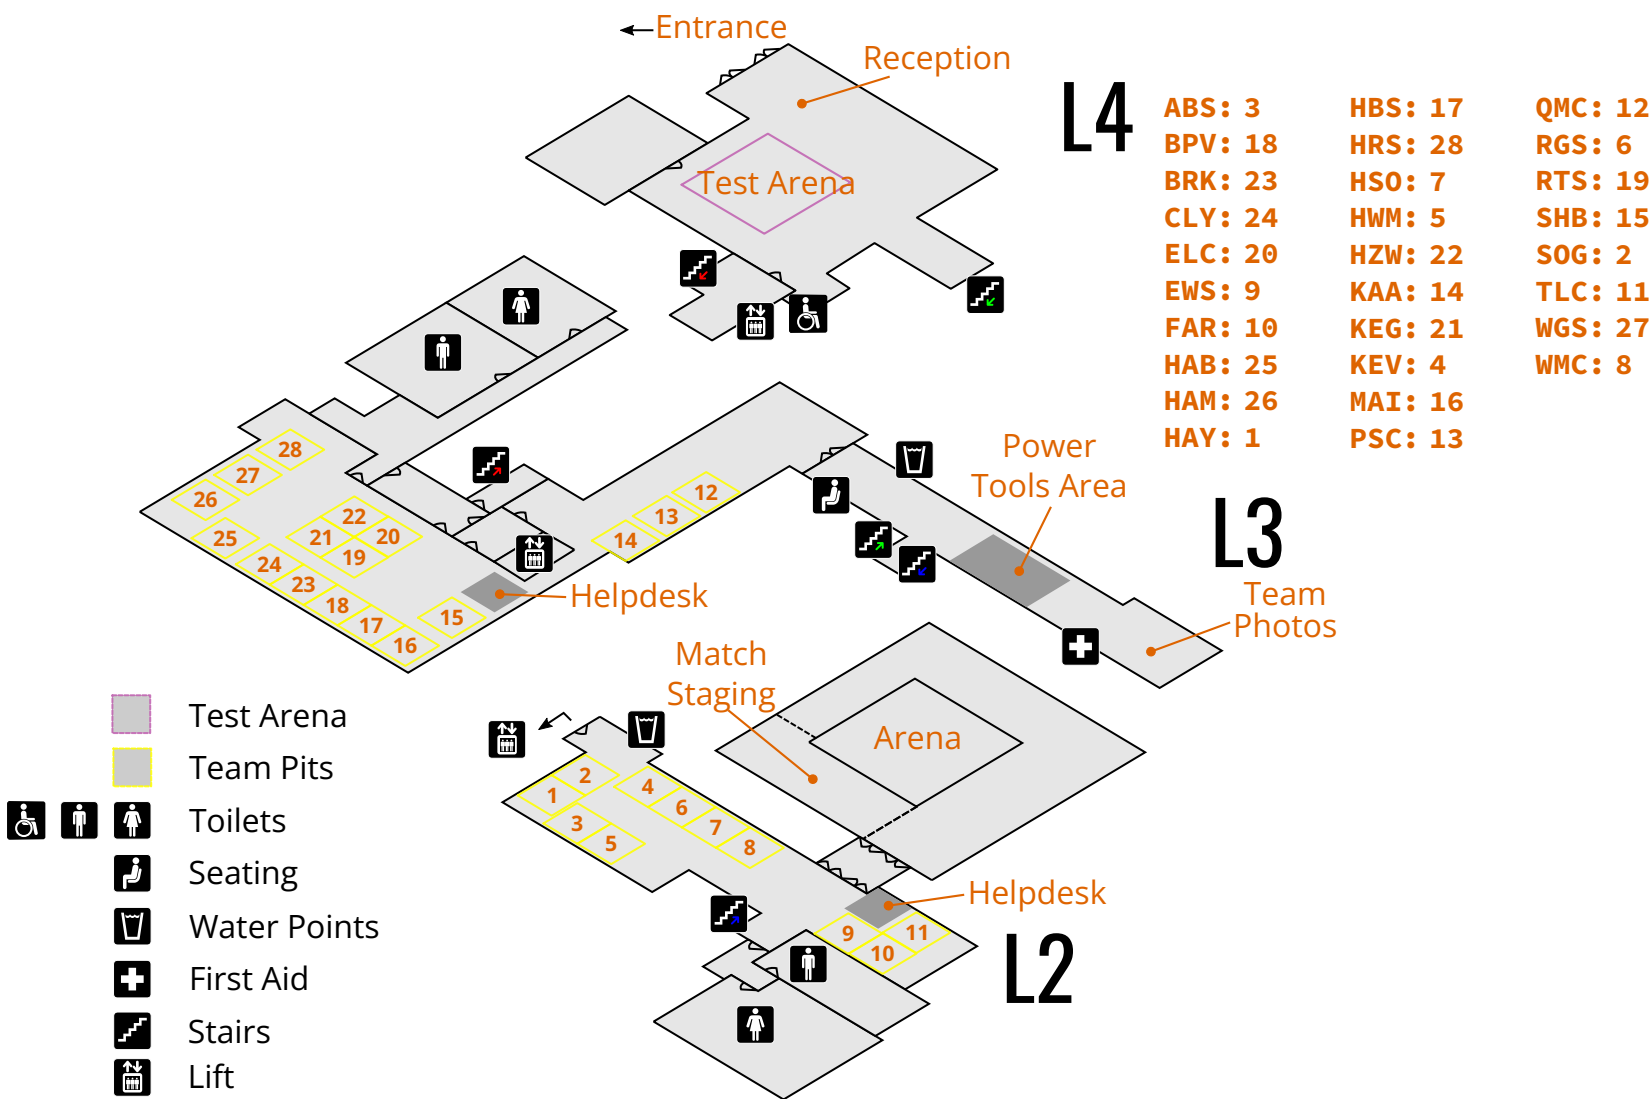 Entrance
Reception
Test Arena
L4
ABS: 3
BPV: 18
BRK: 23
CLY: 24
ELC: 20
EWS: 9
FAR: 10
HAB: 25
HAM: 26
HAY: 1
HBS: 17
HRS: 28
HSO: 7
HWM: 5
HZW: 22
KAA: 14
KEG: 21
KEV: 4
MAI: 16
PSC: 13
QMC: 12
RGS: 6
RTS: 19
SHB: 15
SOG: 2
TLC: 11
WGS: 27
WMC: 8
28
27
26
25
22
21
20
19
24
23
18
17
16
15
12
13
14
Helpdesk
Power
Tools Area
L3
Team
Photos
Match
Staging
Arena
2
1
3
5
4
6
7
8
9
11
10
Helpdesk
L2
Test Arena
Team Pits
Toilets
Seating
Water Points
First Aid
Stairs
Lift